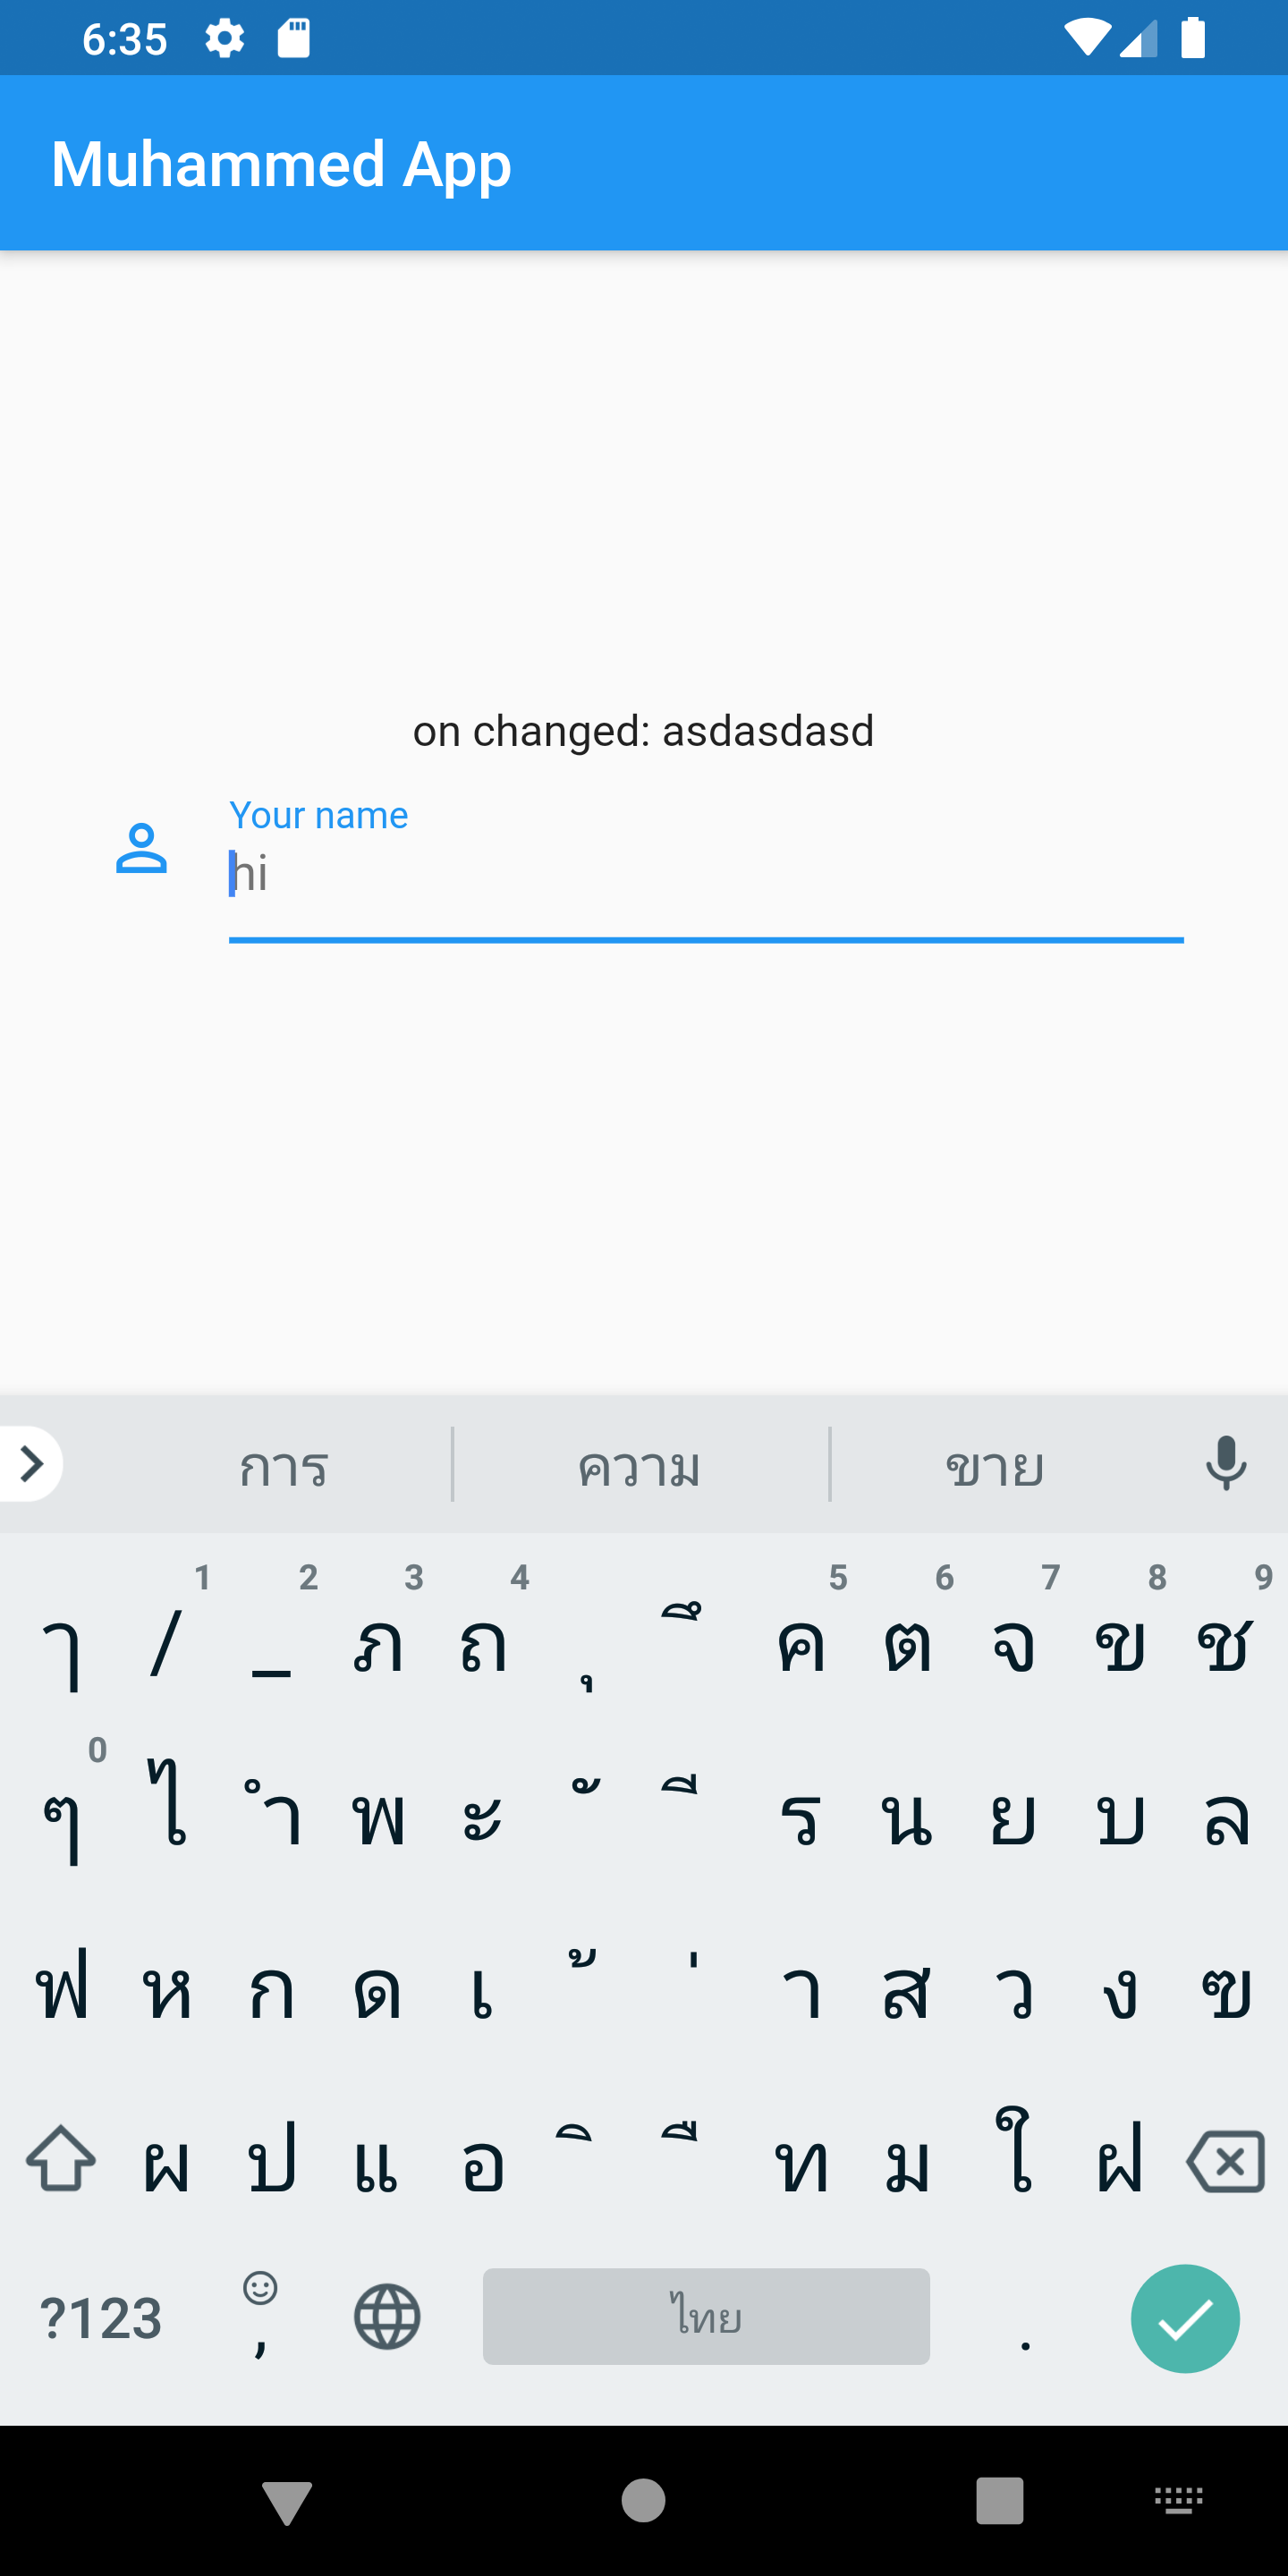 6:35
Muhammed App
on changed: asdasdasd
Your name
hi
การ ความ ขาย
1 2 3 4 5 6 7 8 9
ๅ / _ ภ ถ ุ ึ ค ต จ ข ช
0
ๆ ไ ำ พ ะ ั ี ร น ย บ ล
ฟ ห ก ด เ ้ ่ า ส ว ง ฃ
ผ ป แ อ ิ ื ท ม ใ ฝ
?123 , ไทย .